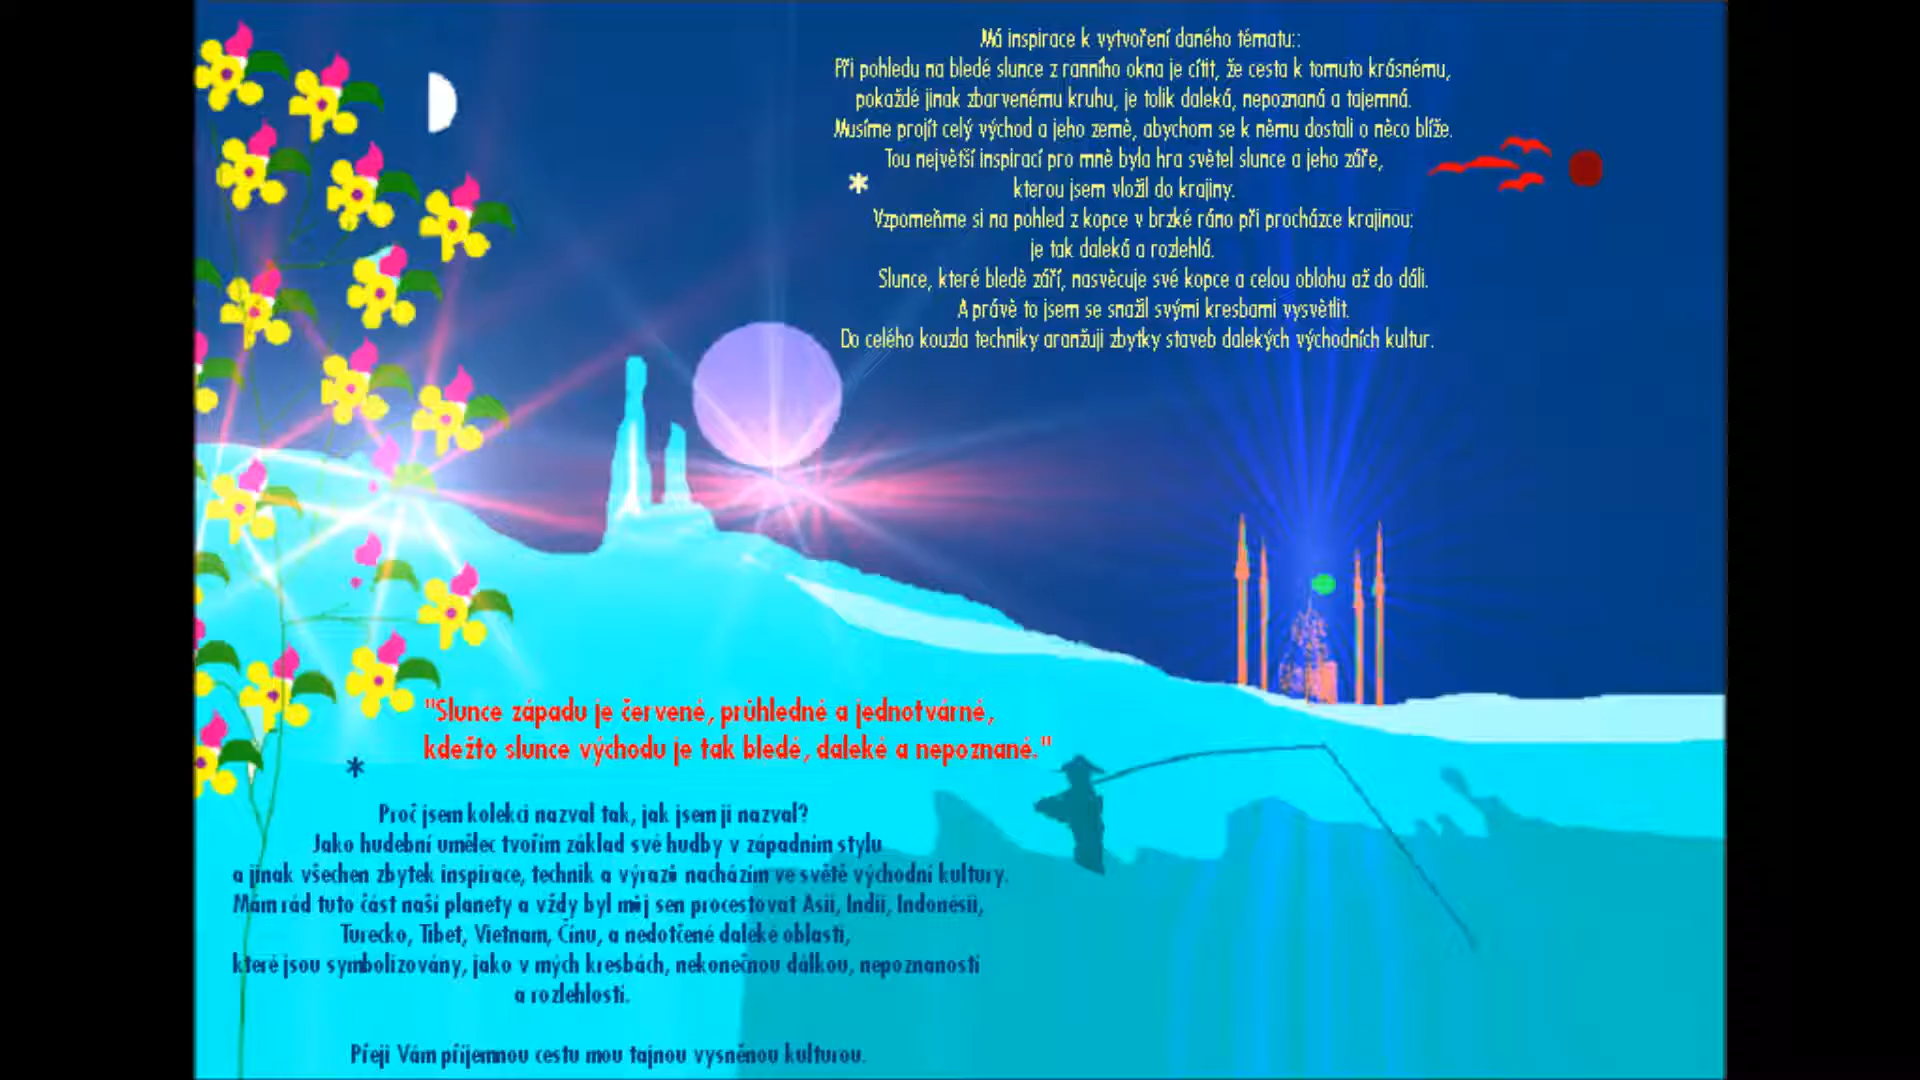 Má inspirace k vytvoření daného tématu::
Při pohledu na bledé slunce z ranního okna je cítit, že cesta k tomuto krásnému,
pokaždé jinak zbarvenému kruhu, je tolik daleká, nepoznaná a tajemná.
Musíme projít celý východ a jeho země, abychom se k němu dostali o něco blíže.
Tou největší inspirací pro mně byla hra světel slunce a jeho záře,
*
kterou jsem vložil do krajiny.
Vzpomeňme si na pohled z kopce v brzké ráno při procházce krajinou:
je tak daleká a rozlehlá.
Slunce, které bledě září, nasvěcuje své kopce a celou oblohu až do dáli.
A právě to jsem se snažil svými kresbami vysvětlit.
Do celého kouzla techniky aranžuji zbytky staveb dalekých východních kultur.
"Slunce západu je červené, průhledné a jednotvárné,
kdežto slunce východu je tak bledé, daleké a nepoznané."
*
Proč jsem kolekci nazval tak, jak jsem ji nazval?
Jako hudební umělec tvořím základ své hudby v západním stylu
a jinak všechen zbytek inspirace, technik a výrazů nacházím ve světě východní kultury.
Mám rád tuto část naší planety a vždy byl můj sen procestovat Asii, Indii, Indonésii,
Turecko, Tibet, Vietnam, Čínu, a nedotčené daleké oblasti,
které jsou symbolizovány, jako v mých kresbách, nekonečnou dálkou, nepoznaností
a rozlehlostí.
Přeji Vám příjemnou cestu mou tajnou vysněnou kulturou.